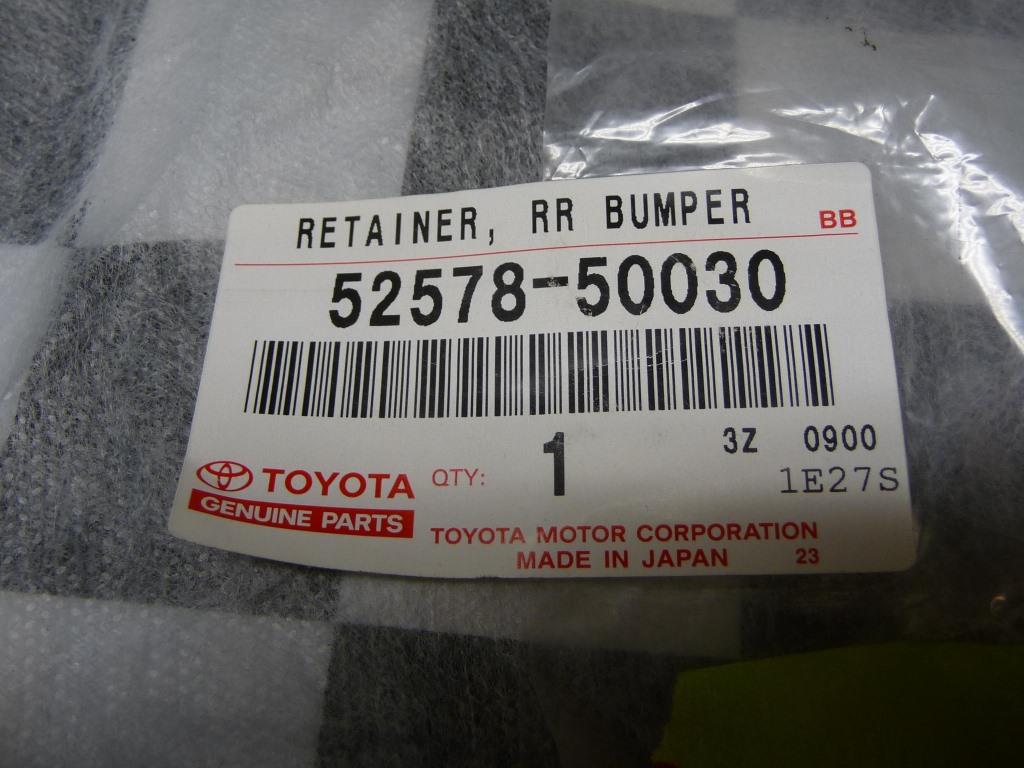 RETAINER, RR BUMPER BB
52578-50030
3Z 0900
TOYOTA QTY: 1 1E27S
GENUINE PARTS
TOYOTA MOTOR CORPORATION
MADE IN JAPAN 23